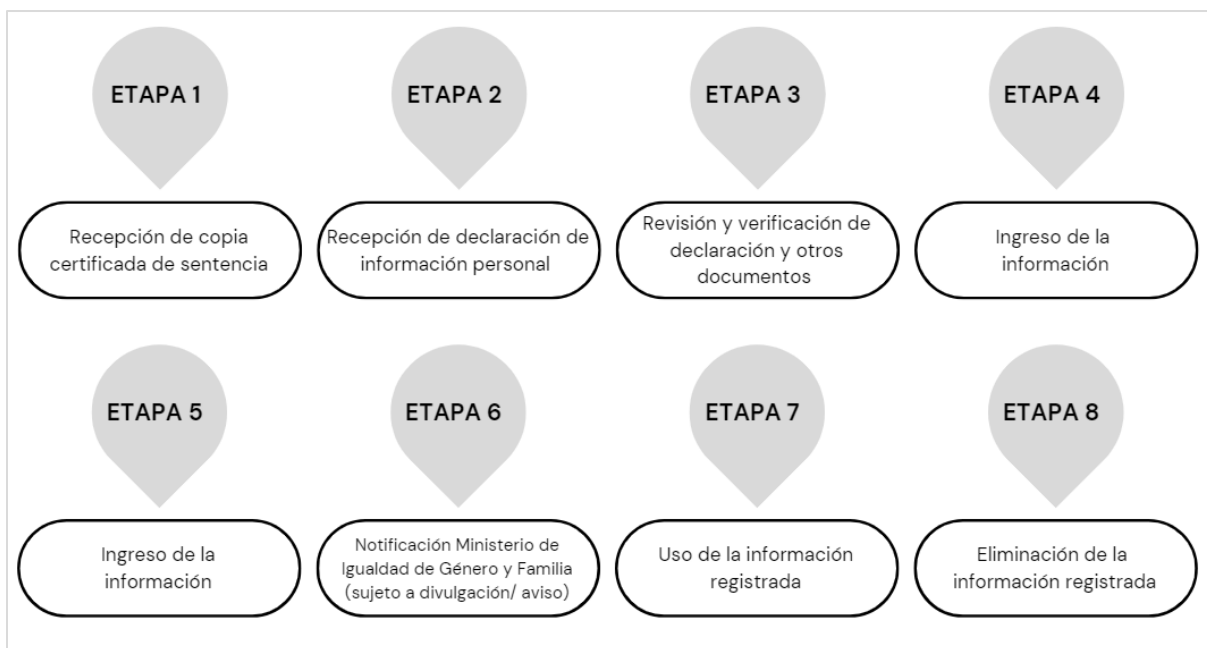 ETAPA 1
ETAPA 2
ETAPA 3
ETAPA 4
Recepción de copia
certificada de sentencia
Recepción de declaración de
información personal
Revisión y verificación de
declaración y otros
documentos
Ingreso de la
información
ETAPA 5
ETAPA 6
ETAPA 7
ETAPA 8
Ingreso de la
información
Notificación Ministerio de
Igualdad de Género y Familia
(sujeto a divulgación/ aviso)
Uso de la información
registrada
Eliminación de la
información registrada